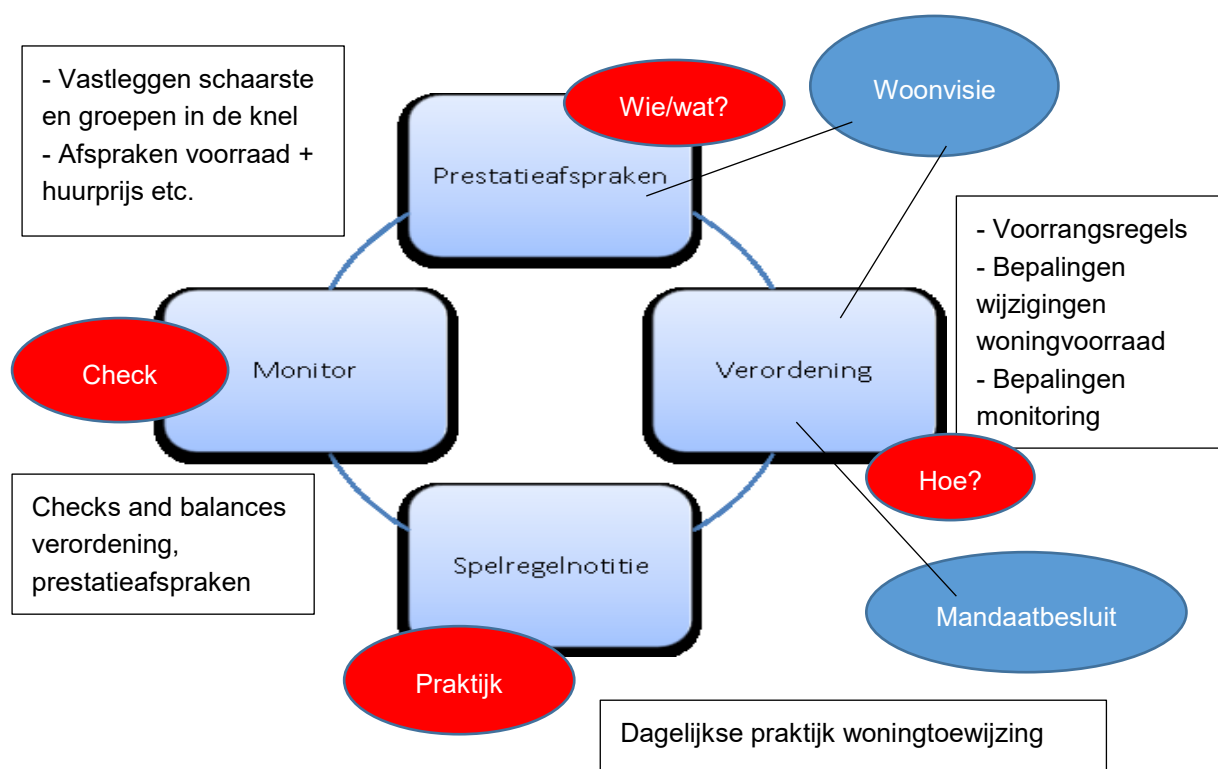 - Vastleggen schaarste
en groepen in de knel
- Afspraken voorraad +
huurprijs etc.
Wie/wat?
Woonvisie
Prestatieafspraken
- Voorrangsregels
- Bepalingen
wijzigingen
woningvoorraad
- Bepalingen
monitoring
Check
Monitor
Verordening
Hoe?
Checks and balances
verordening,
prestatieafspraken
Spelregelnotitie
Mandaatbesluit
Praktijk
Dagelijkse praktijk woningtoewijzing